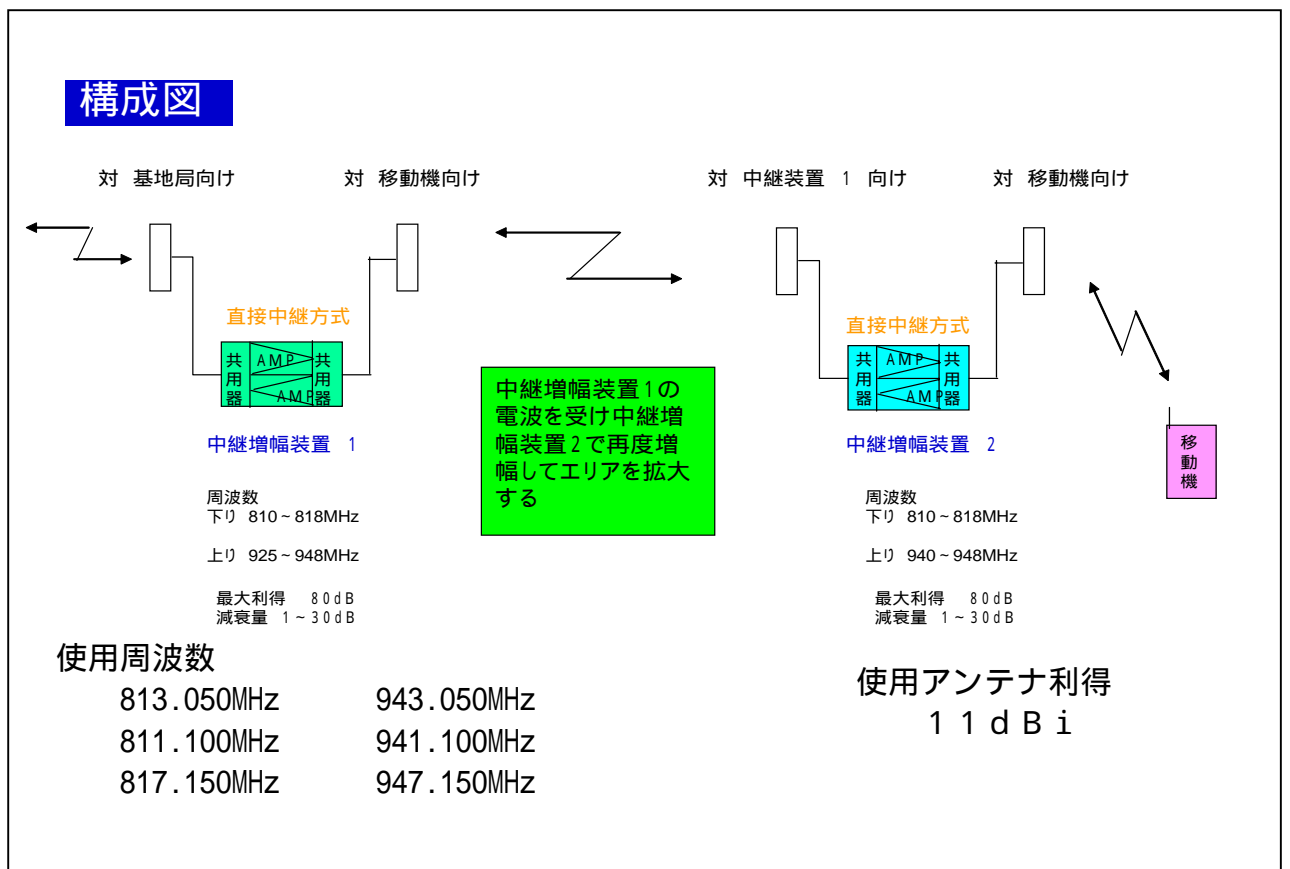 構成図
対 基地局向け
対 移動機向け
対 中継装置 1 向け
対 移動機向け
直接中継方式
共用器
AMP
AMP
共用器
中継増幅装置 1
周波数
下り 810~818MHz
上り 925~948MHz
最大利得 80dB
減衰量 1~30dB
中継増幅装置1の
電波を受け中継増
幅装置2で再度増
幅してエリアを拡大
する
直接中継方式
共用器
AMP
AMP
共用器
中継増幅装置 2
周波数
下り 810~818MHz
上り 940~948MHz
最大利得 80dB
減衰量 1~30dB
移動機
使用周波数
813.050MHz 943.050MHz
811.100MHz 941.100MHz
817.150MHz 947.150MHz
使用アンテナ利得
11dBi